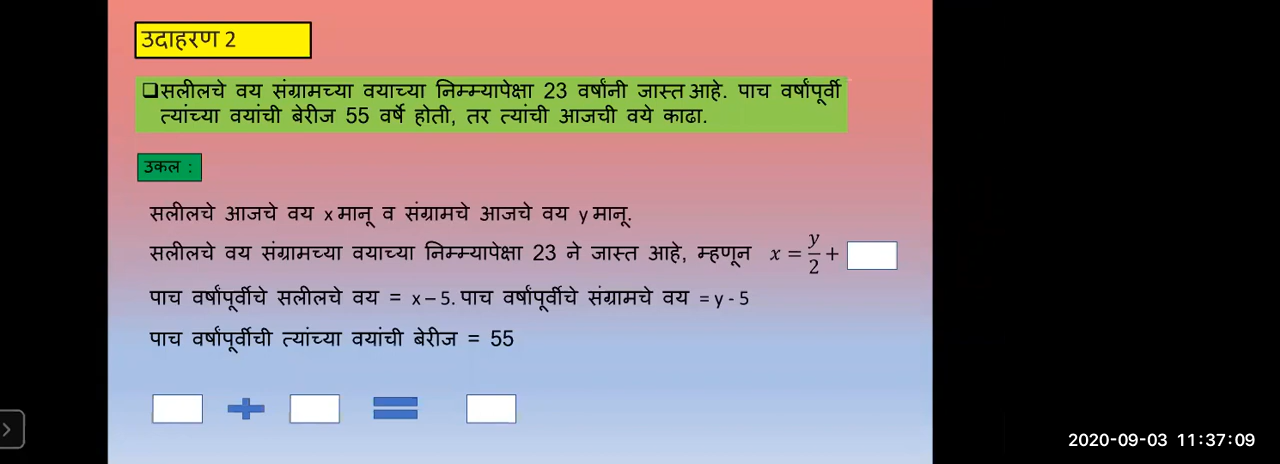 उदाहरण 2
❑सलीलचे वय संग्रामच्या वयाच्या निम्म्यापेक्षा 23 वर्षांनी जास्त आहे. पाच वर्षांपूर्वी
त्यांच्या वयांची बेरीज 55 वर्षे होती, तर त्यांची आजची वये काढा.
उकल :
सलीलचे आजचे वय x मानू व संग्रामचे आजचे वय y मानू.
सलीलचे वय संग्रामच्या वयाच्या निम्म्यापेक्षा 23 ने जास्त आहे, म्हणून x = y/2 +
पाच वर्षांपूर्वीचे सलीलचे वय = x – 5. पाच वर्षांपूर्वीचे संग्रामचे वय = y - 5
पाच वर्षांपूर्वीची त्यांच्या वयांची बेरीज = 55
+ =
2020-09-03 11:37:09